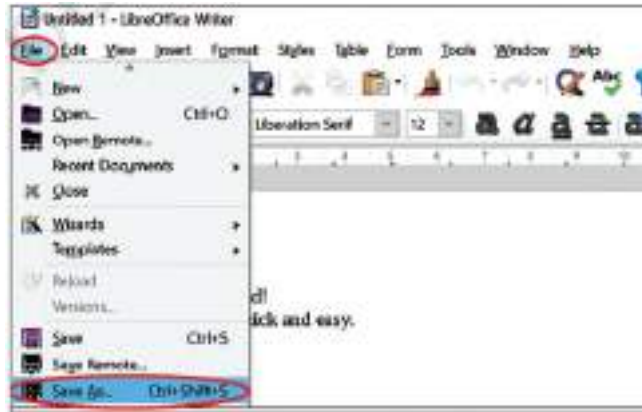 Untitled 1 - LibreOffice Writer
File Edit View Insert Format Styles Table Form Tools Window Help
New
Open... Ctrl+O
Liberation Serif 12 a a a a a
Open Remote...
Recent Documents
Close
Wizards
Templates
Reload
Versions...
d!
ick and easy.
Save Ctrl+S
Save Remote...
Save As... Ctrl+Shift+S